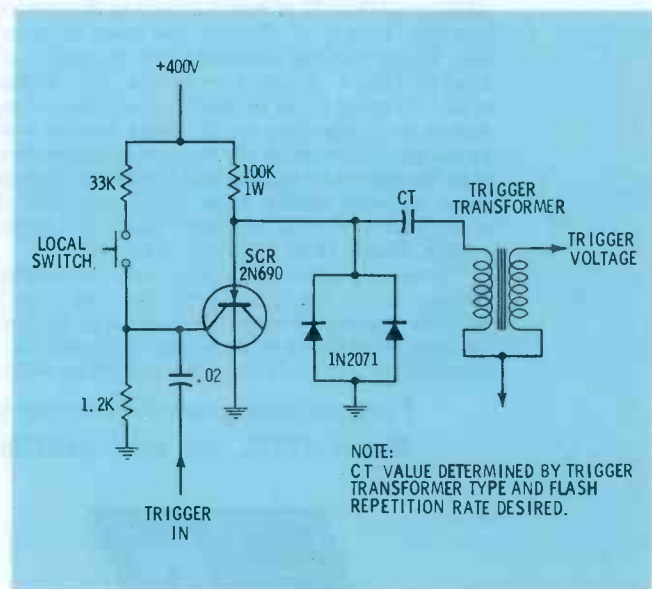 +400V
33K
100K
1W
CT
TRIGGER
TRANSFORMER
LOCAL
SWITCH
SCR
2N690
TRIGGER
VOLTAGE
1N2071
.02
1.2K
TRIGGER
IN
NOTE:
CT VALUE DETERMINED BY TRIGGER
TRANSFORMER TYPE AND FLASH
REPETITION RATE DESIRED.